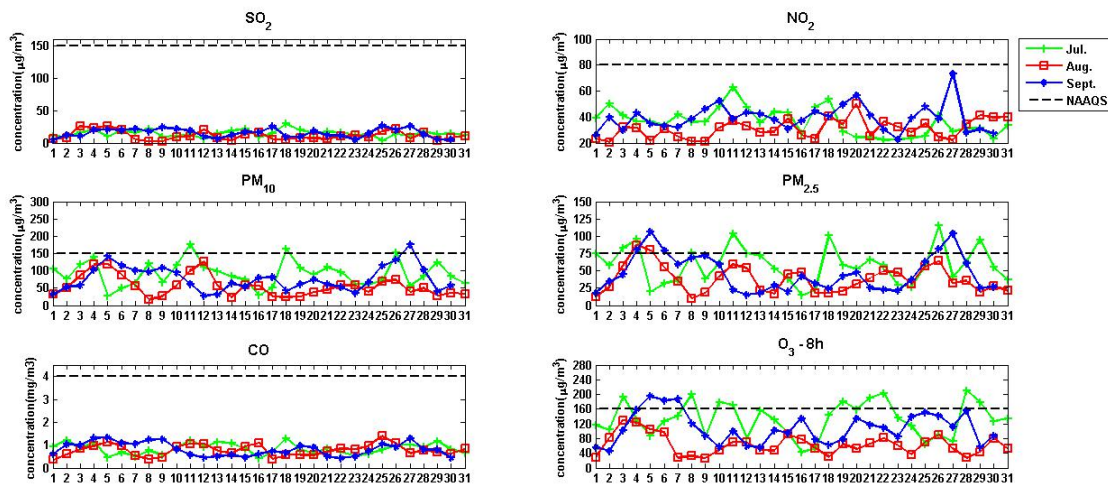 SO2
concentration(μg/m3)
150
100
50
0
1 2 3 4 5 6 7 8 9 10 11 12 13 14 15 16 17 18 19 20 21 22 23 24 25 26 27 28 29 30 31
NO2
concentration(μg/m3)
100
80
60
40
20
1 2 3 4 5 6 7 8 9 10 11 12 13 14 15 16 17 18 19 20 21 22 23 24 25 26 27 28 29 30 31
Jul.
Aug.
Sept.
NAAQS
PM10
concentration(μg/m3)
300
250
200
150
100
50
0
1 2 3 4 5 6 7 8 9 10 11 12 13 14 15 16 17 18 19 20 21 22 23 24 25 26 27 28 29 30 31
PM2.5
concentration(μg/m3)
150
125
100
75
50
25
0
1 2 3 4 5 6 7 8 9 10 11 12 13 14 15 16 17 18 19 20 21 22 23 24 25 26 27 28 29 30 31
CO
concentration(mg/m3)
4
3
2
1
0
1 2 3 4 5 6 7 8 9 10 11 12 13 14 15 16 17 18 19 20 21 22 23 24 25 26 27 28 29 30 31
O3 - 8h
concentration(μg/m3)
280
240
200
160
120
80
40
0
1 2 3 4 5 6 7 8 9 10 11 12 13 14 15 16 17 18 19 20 21 22 23 24 25 26 27 28 29 30 31